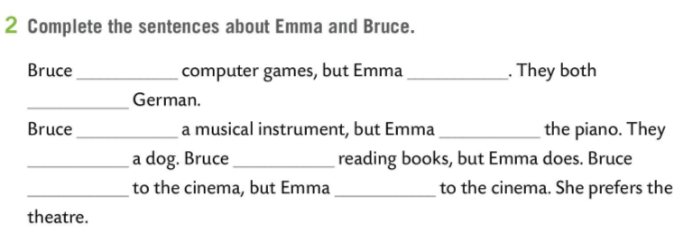 2 Complete the sentences about Emma and Bruce.
Bruce __________ computer games, but Emma __________. They both
__________ German.
Bruce __________ a musical instrument, but Emma __________ the piano. They
__________ a dog. Bruce __________ reading books, but Emma does. Bruce
__________ to the cinema, but Emma __________ to the cinema. She prefers the
theatre.